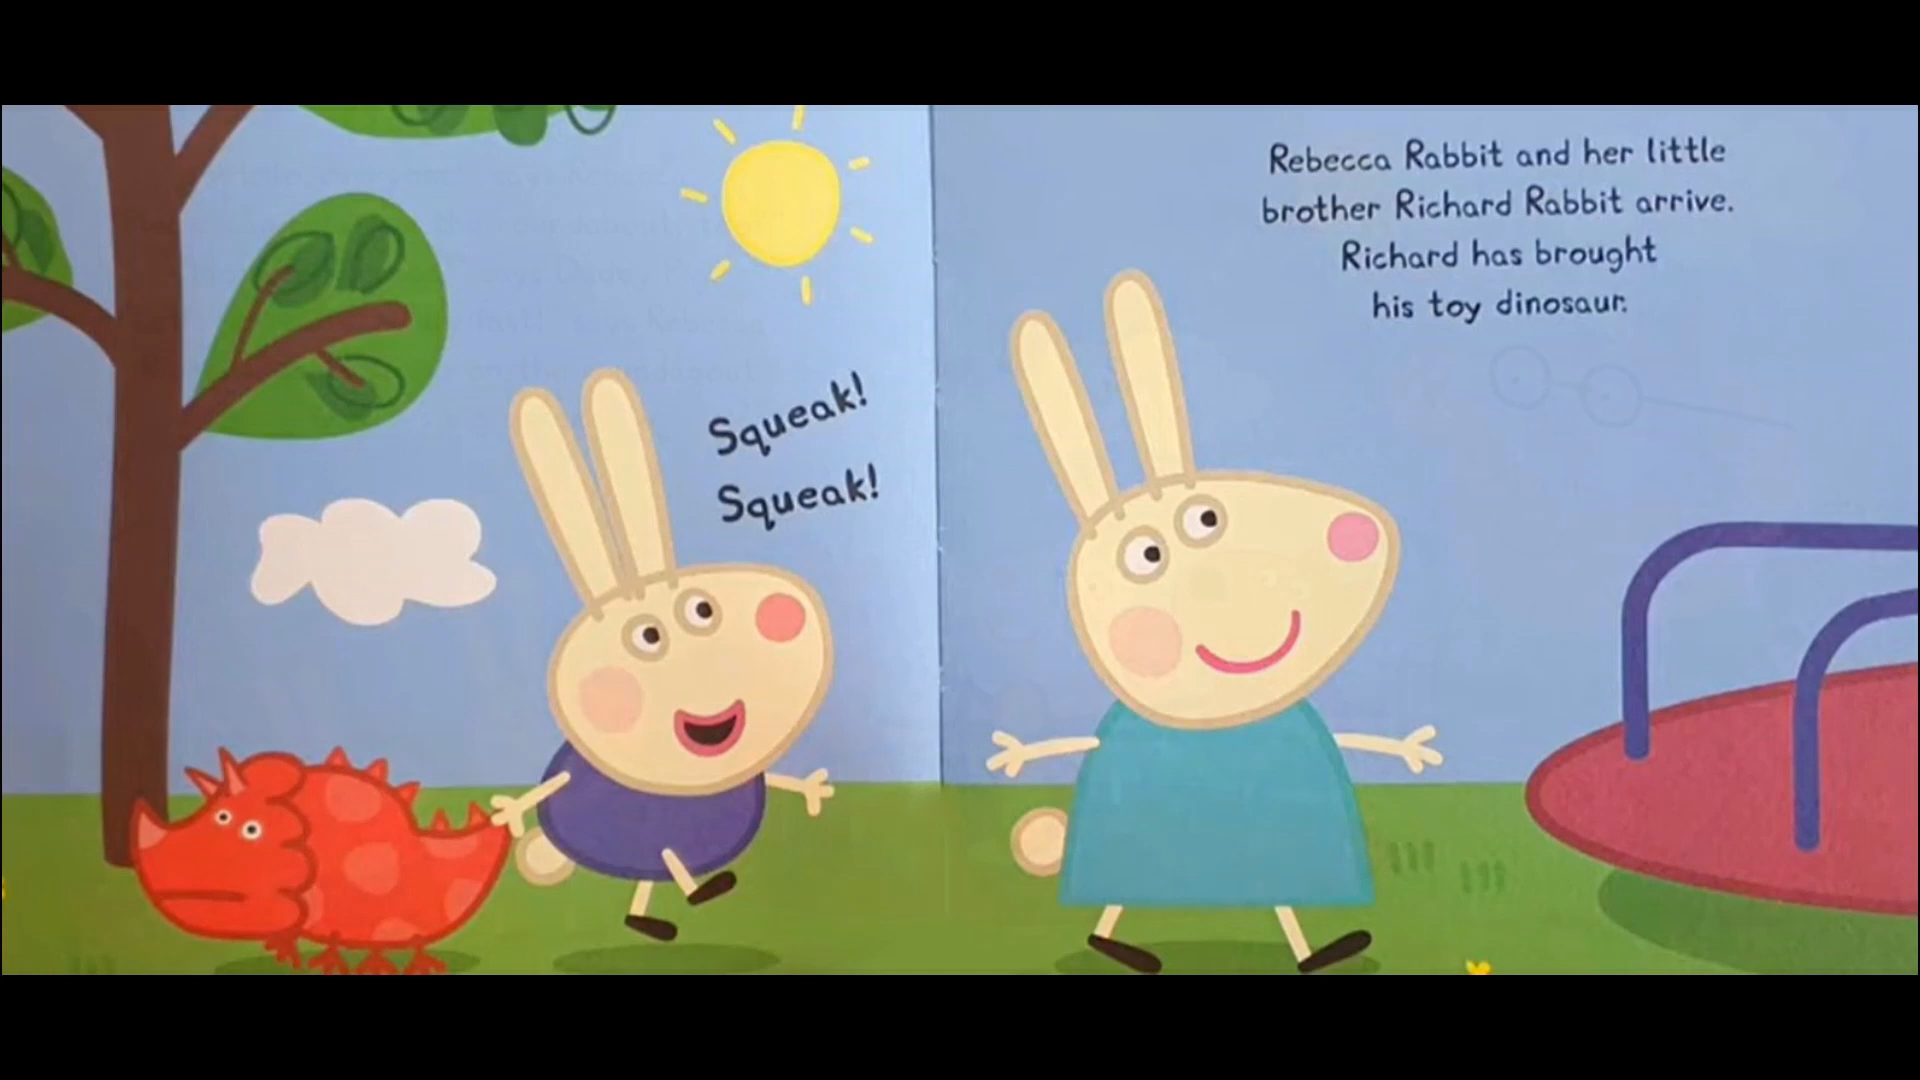 Squeak!
Squeak!
Rebecca Rabbit and her little
brother Richard Rabbit arrive.
Richard has brought
his toy dinosaur.